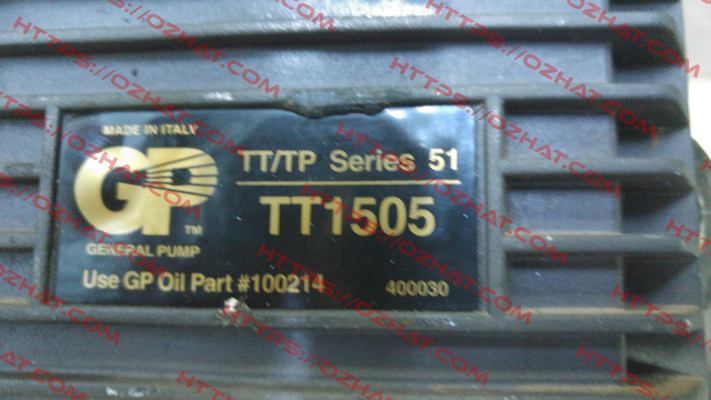 MADE IN ITALY
GP
TM
GENERAL PUMP
TT/TP Series 51
TT1505
Use GP Oil Part #100214
400030
HTTPS://OZHAT.COM